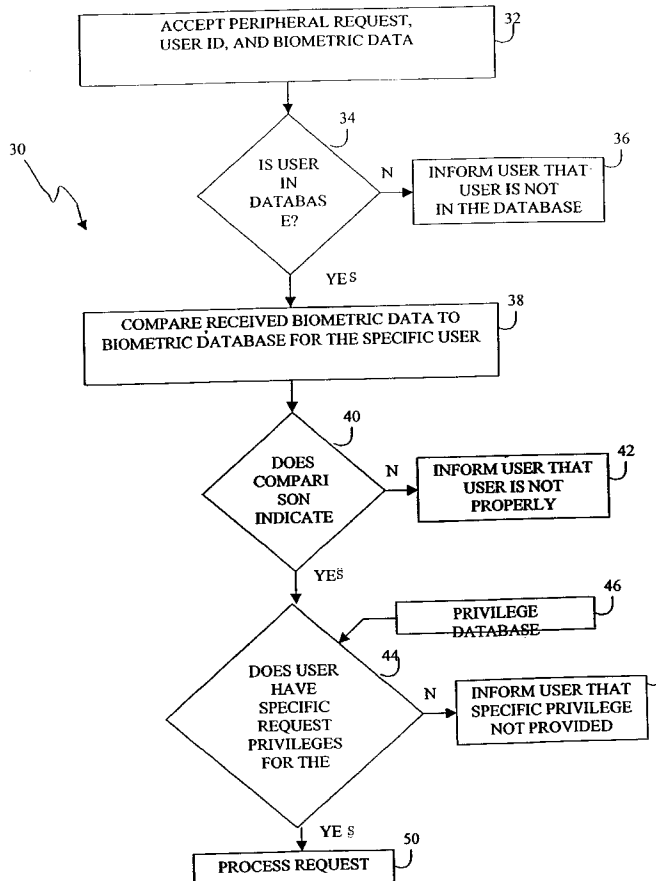 ACCEPT PERIPHERAL REQUEST,
USER ID, AND BIOMETRIC DATA
32
30
34
IS USER
IN
DATABAS
E?
N
36
INFORM USER THAT
USER IS NOT
IN THE DATABASE
YES
38
COMPARE RECEIVED BIOMETRIC DATA TO
BIOMETRIC DATABASE FOR THE SPECIFIC USER
40
DOES
COMPARI
SON
INDICATE
N
42
INFORM USER THAT
USER IS NOT
PROPERLY
YES
46
PRIVILEGE
DATABASE
44
DOES USER
HAVE
SPECIFIC
REQUEST
PRIVILEGES
FOR THE
N
INFORM USER THAT
SPECIFIC PRIVILEGE
NOT PROVIDED
YES
50
PROCESS REQUEST